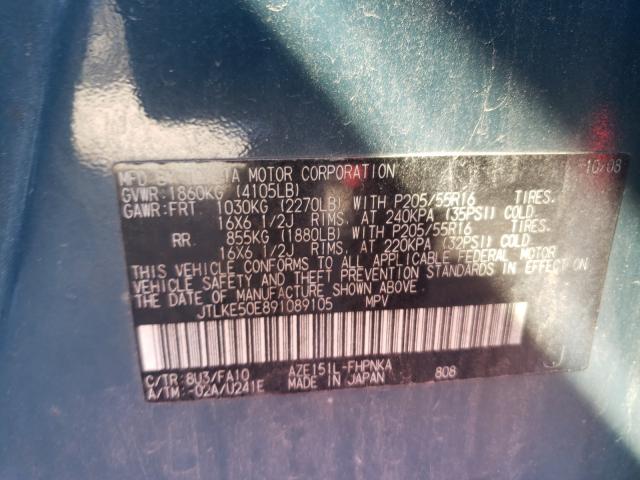 MFD BY TOYOTA MOTOR CORPORATION 10/08
GVWR: 1860KG (4105LB)
GAWR: FRT 1030KG (2270LB) WITH P205/55R16 TIRES.
16X6 1/2J RIMS, AT 240KPA (35PSI) COLD.
RR 855KG (1880LB) WITH P205/55R16 TIRES.
16X6 1/2J RIMS, AT 220KPA (32PSI) COLD.
THIS VEHICLE CONFORMS TO ALL APPLICABLE FEDERAL MOTOR
VEHICLE SAFETY AND THEFT PREVENTION STANDARDS IN EFFECT ON
THE DATE OF MANUFACTURE SHOWN ABOVE.
JTLKE50E891089105 MPV
C/TR: 8U3/FA10 AZE151L-FHPNKA J
A/TM: -02A/U241E MADE IN JAPAN 808